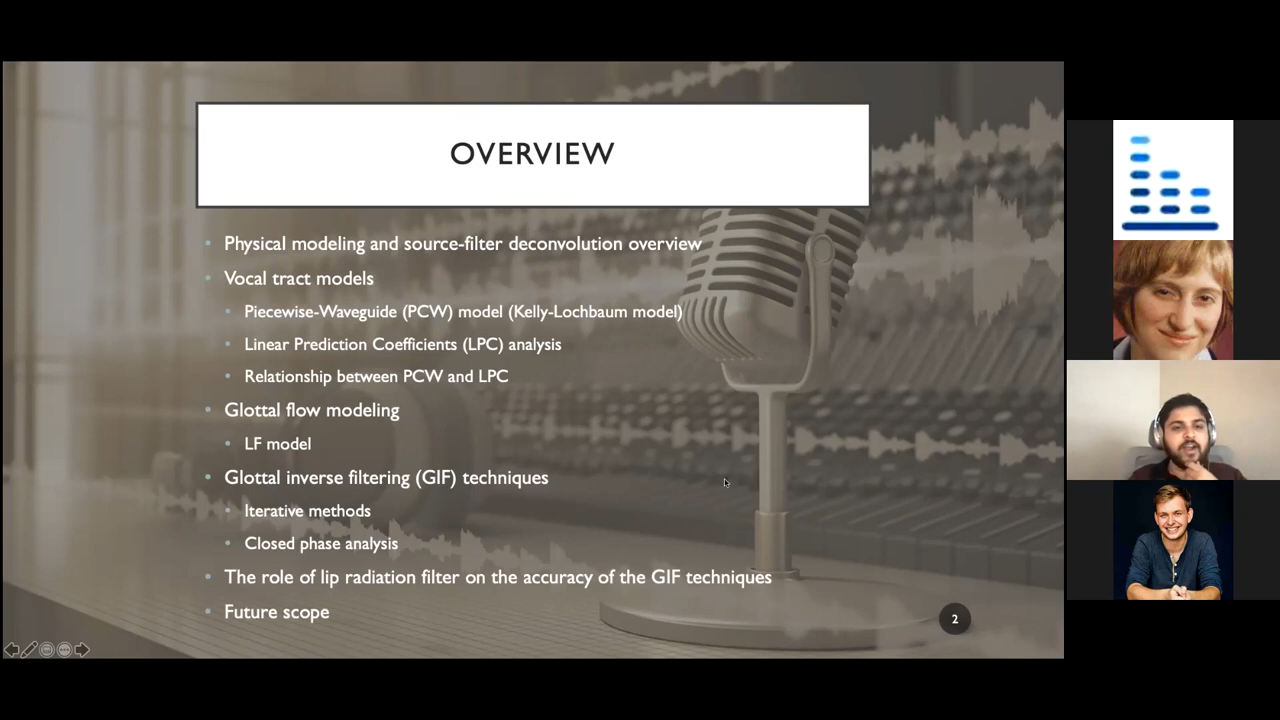 OVERVIEW
Physical modeling and source-filter deconvolution overview
Vocal tract models
Piecewise-Waveguide (PCW) model (Kelly-Lochbaum model)
Linear Prediction Coefficients (LPC) analysis
Relationship between PCW and LPC
Glottal flow modeling
LF model
Glottal inverse filtering (GIF) techniques
Iterative methods
Closed phase analysis
The role of lip radiation filter on the accuracy of the GIF techniques
Future scope
2